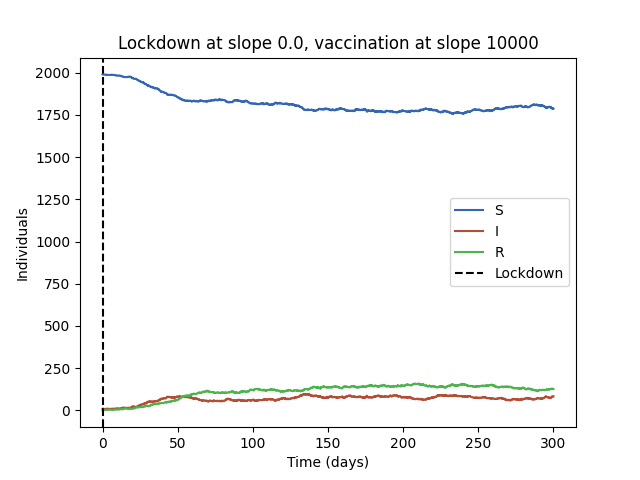 Lockdown at slope 0.0, vaccination at slope 10000
Individuals
2000
1750
1500
1250
1000
750
500
250
0
S
I
R
Lockdown
0 50 100 150 200 250 300
Time (days)